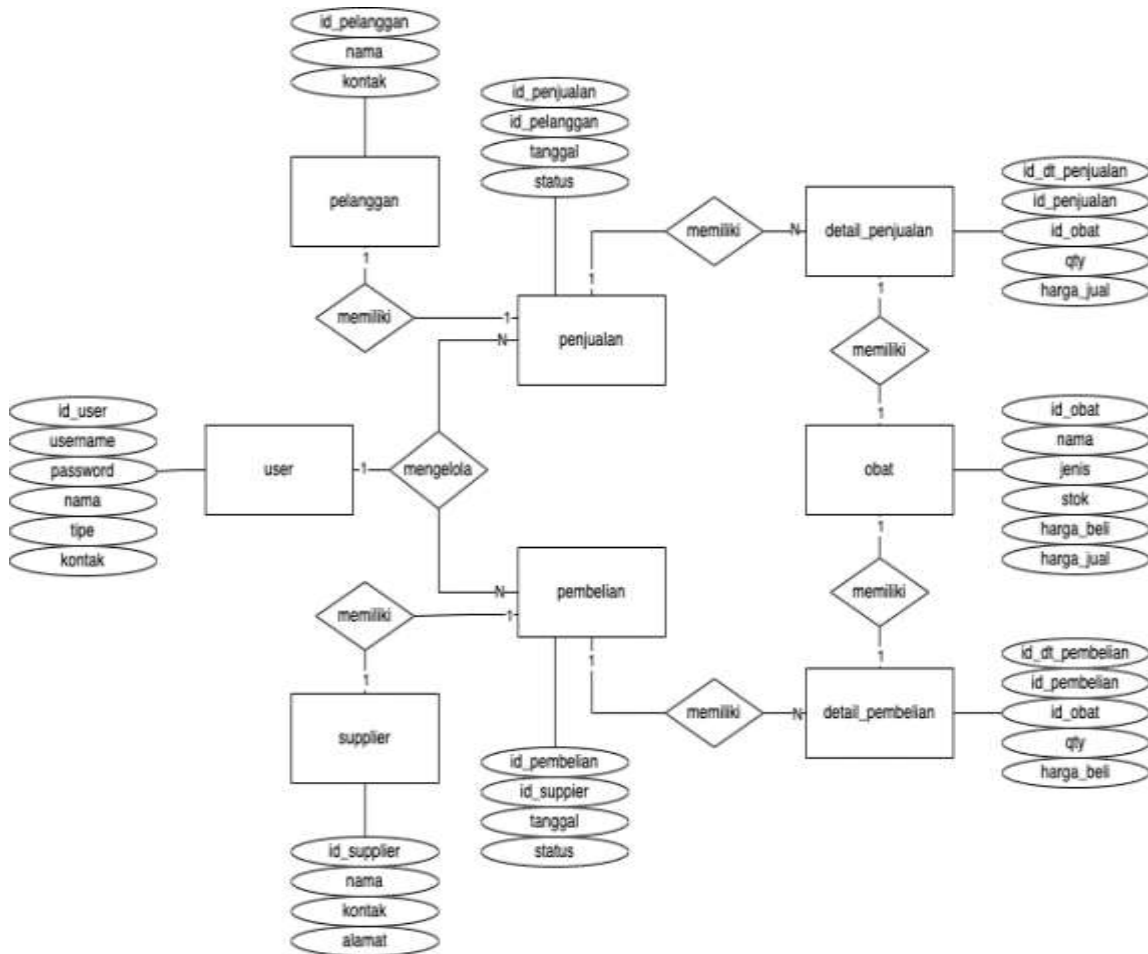 id_pelanggan
nama
kontak
pelanggan
1
memiliki
1
id_penjualan
id_pelanggan
tanggal
status
penjualan
N
1
memiliki
N
detail_penjualan
id_dt_penjualan
id_penjualan
id_obat
qty
harga_jual
1
memiliki
1
id_user
username
password
nama
tipe
kontak
user
1
mengelola
N
obat
id_obat
nama
jenis
stok
harga_beli
harga_jual
1
memiliki
1
pembelian
1
memiliki
1
supplier
id_supplier
nama
kontak
alamat
id_pembelian
id_suppier
tanggal
status
1
memiliki
N
detail_pembelian
id_dt_pembelian
id_pembelian
id_obat
qty
harga_beli